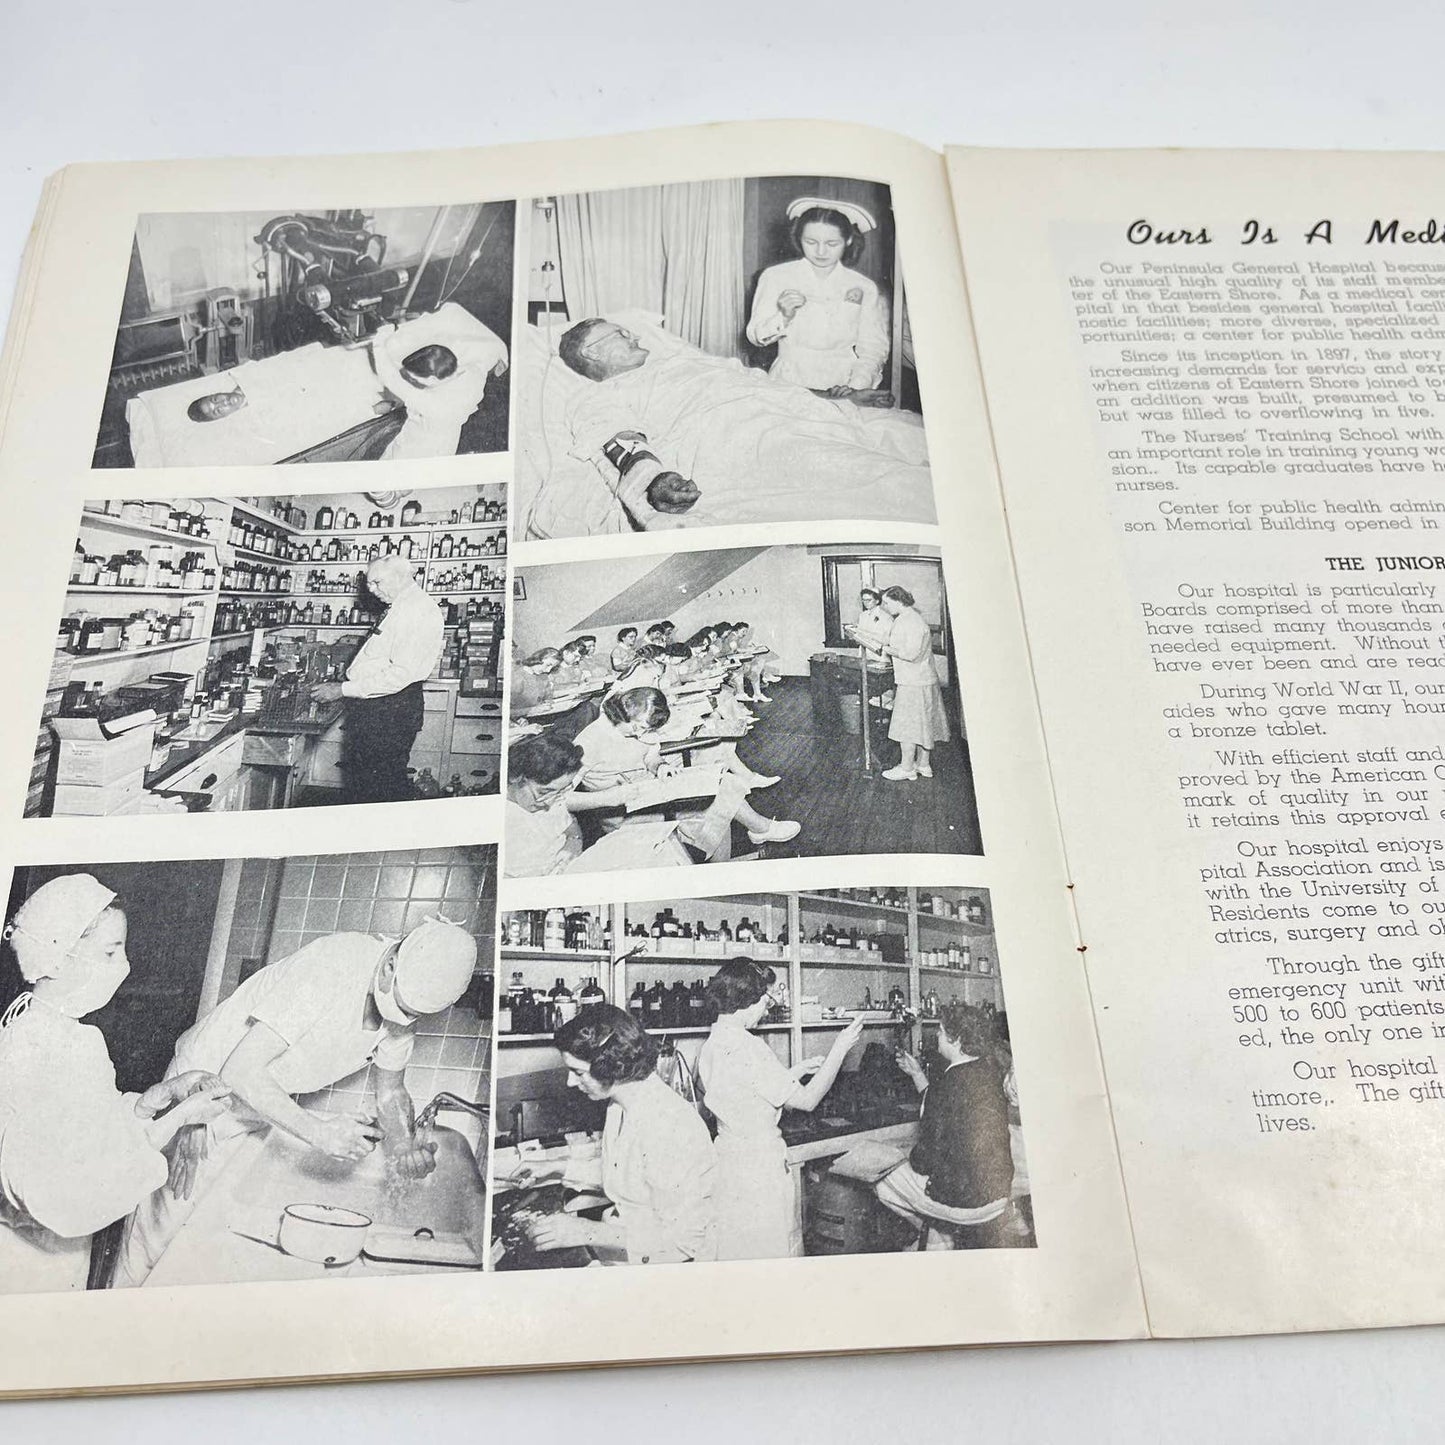 Ours Is A Medi
Our Peninsula General Hospital because
the unusual high quality of its staff membe
ter of the Eastern Shore. As a medical cen
pital in that besides general hospital facili
nostic facilities; more diverse, specialized
portunities; a center for public health adm
Since its inception in 1897, the story
increasing demands for servicu and exp
when citizens of Eastern Shore joined to
an addition was built, presumed to b
but was filled to overflowing in five.
The Nurses' Training School with
an important role in training young wo
sion.. Its capable graduates have h
nurses.
Center for public health admin
son Memorial Building opened in
THE JUNIOR
Our hospital is particularly
Boards comprised of more than
have raised many thousands
needed equipment. Without t
have ever been and are read
During World War II, our
aides who gave many hour
a bronze tablet.
With efficient staff and
proved by the American C
mark of quality in our
it retains this approval e
Our hospital enjoys
pital Association and is
with the University of
Residents come to ou
atrics, surgery and ob
Through the gift
emergency unit wit
500 to 600 patients
ed, the only one in
Our hospital
timore,. The gift
lives.